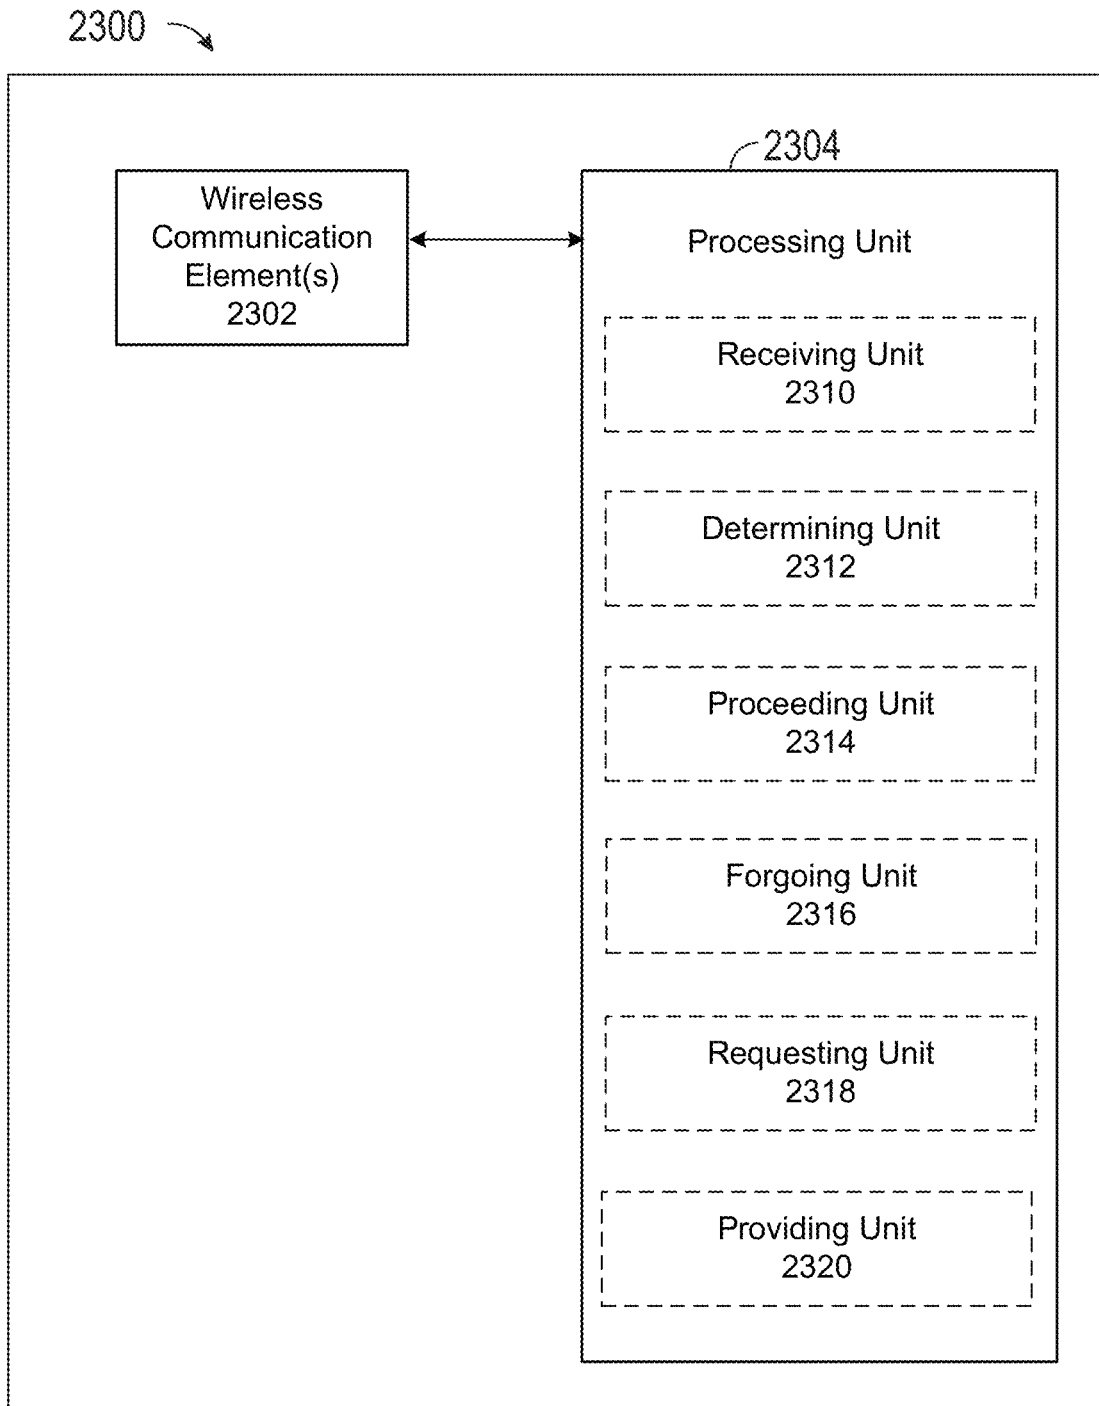 2300
2304
Wireless
Communication
Element(s)
2302
Processing Unit
Receiving Unit
2310
Determining Unit
2312
Proceeding Unit
2314
Forgoing Unit
2316
Requesting Unit
2318
Providing Unit
2320